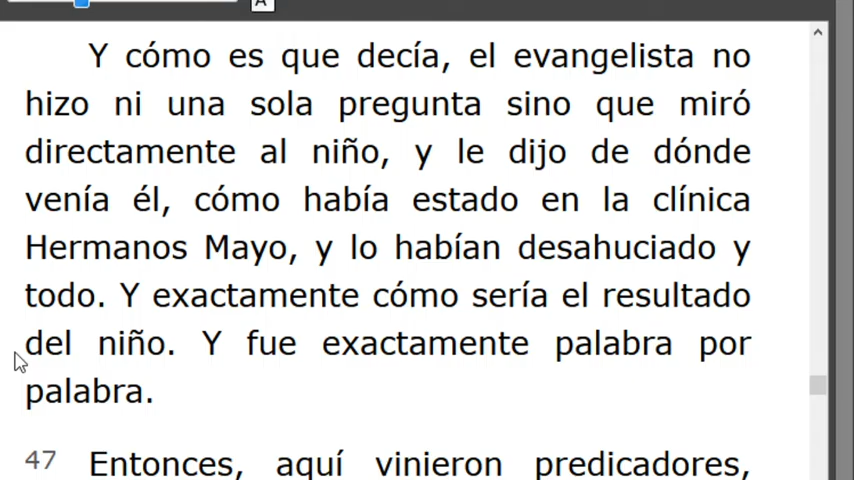 A
Y cómo es que decía, el evangelista no
hizo ni una sola pregunta sino que miró
directamente al niño, y le dijo de dónde
venía él, cómo había estado en la clínica
Hermanos Mayo, y lo habían desahuciado y
todo. Y exactamente cómo sería el resultado
del niño. Y fue exactamente palabra por
palabra.
47 Entonces, aquí vinieron predicadores,